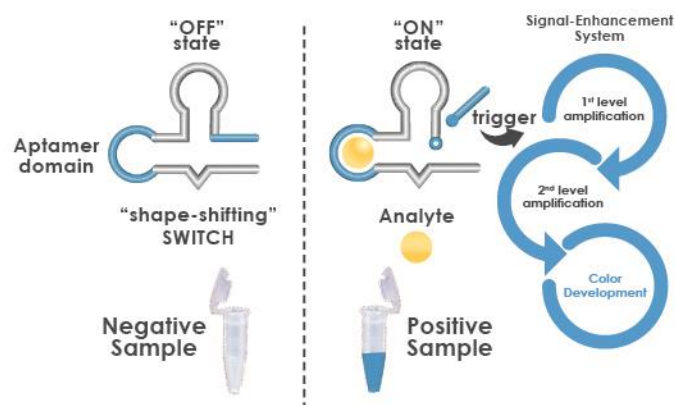 “OFF”
state
Aptamer
domain
“shape-shifting”
SWITCH
Negative
Sample
“ON”
state
trigger
Analyte
Positive
Sample
Signal-Enhancement
System
1st level
amplification
2nd level
amplification
Color
Development